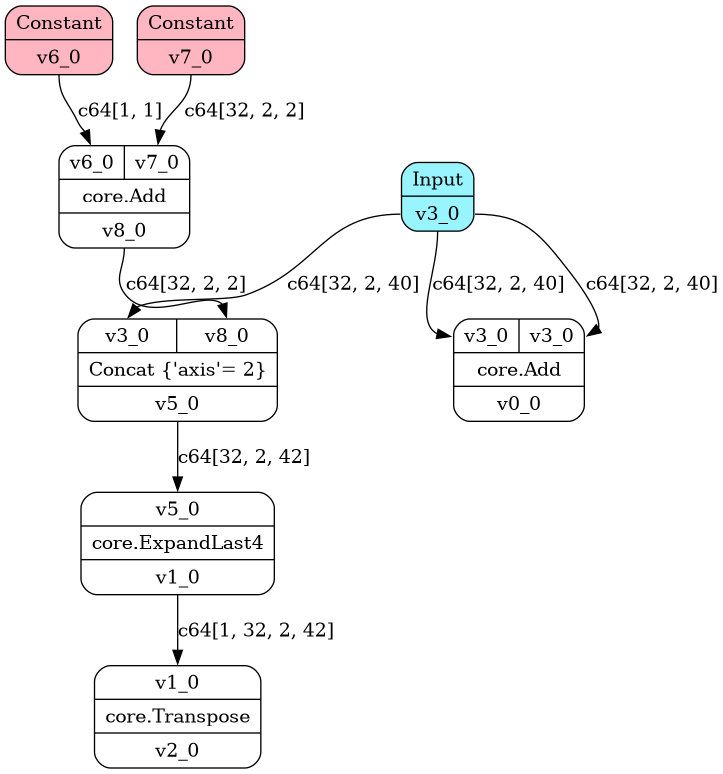 Constant
v6_0
Constant
v7_0
c64[1, 1]
c64[32, 2, 2]
v6_0
v7_0
core.Add
v8_0
Input
v3_0
c64[32, 2, 2]
c64[32, 2, 40]
c64[32, 2, 40]
c64[32, 2, 40]
v3_0
v8_0
Concat {'axis'= 2}
v5_0
v3_0
v3_0
core.Add
v0_0
c64[32, 2, 42]
v5_0
core.ExpandLast4
v1_0
c64[1, 32, 2, 42]
v1_0
core.Transpose
v2_0